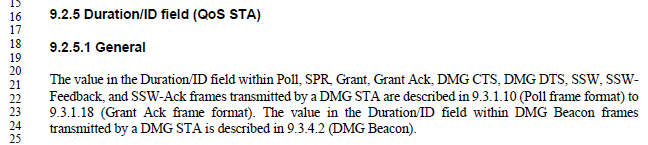 15
16 9.2.5 Duration/ID field (QoS STA)
17
18 9.2.5.1 General
19
20
21 The value in the Duration/ID field within Poll, SPR, Grant, Grant Ack, DMG CTS, DMG DTS, SSW, SSW-
22 Feedback, and SSW-Ack frames transmitted by a DMG STA are described in 9.3.1.10 (Poll frame format) to
23 9.3.1.18 (Grant Ack frame format). The value in the Duration/ID field within DMG Beacon frames
24 transmitted by a DMG STA is described in 9.3.4.2 (DMG Beacon).
25